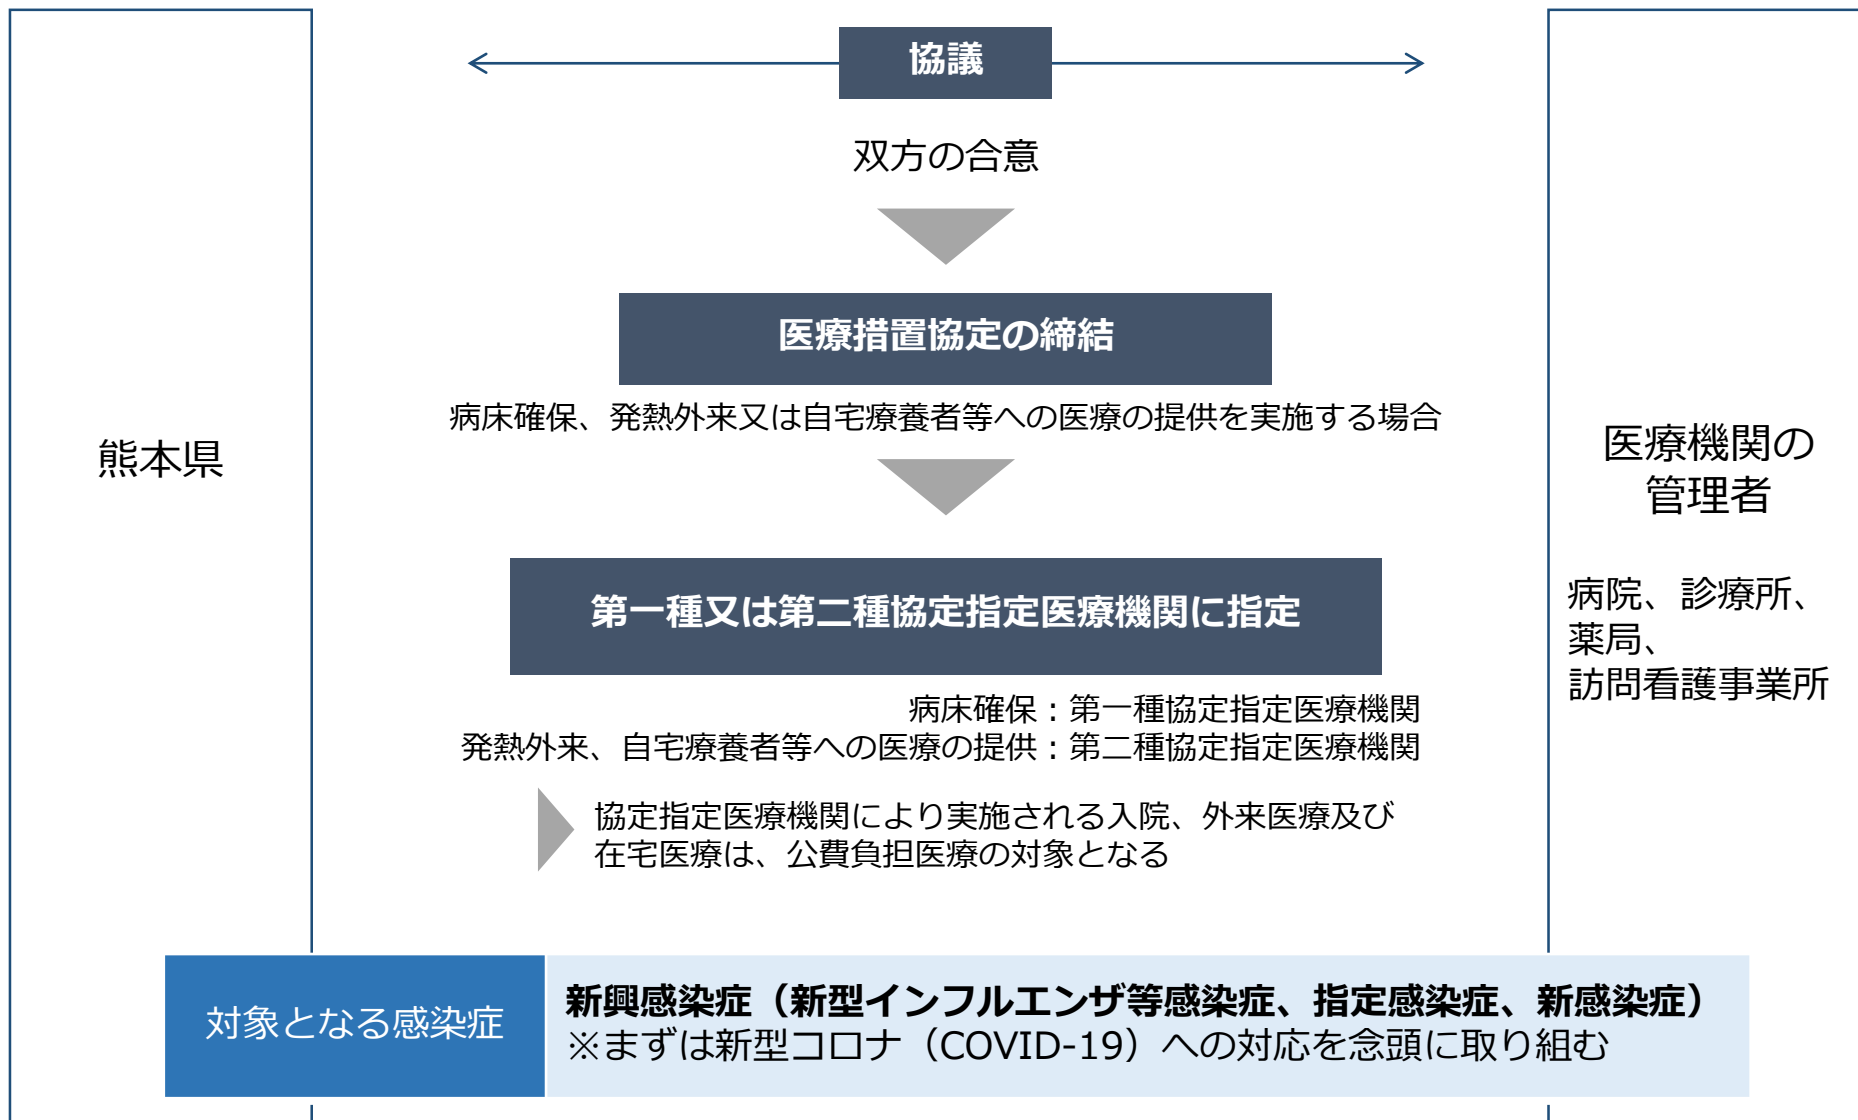 協議
双方の合意
医療措置協定の締結
病床確保、発熱外来又は自宅療養者等への医療の提供を実施する場合
熊本県
医療機関の
管理者
病院、診療所、
薬局、
訪問看護事業所
第一種又は第二種協定指定医療機関に指定
病床確保：第一種協定指定医療機関
発熱外来、自宅療養者等への医療の提供：第二種協定指定医療機関
協定指定医療機関により実施される入院、外来医療及び
在宅医療は、公費負担医療の対象となる
対象となる感染症
新興感染症（新型インフルエンザ等感染症、指定感染症、新感染症）
※まずは新型コロナ（COVID-19）への対応を念頭に取り組む